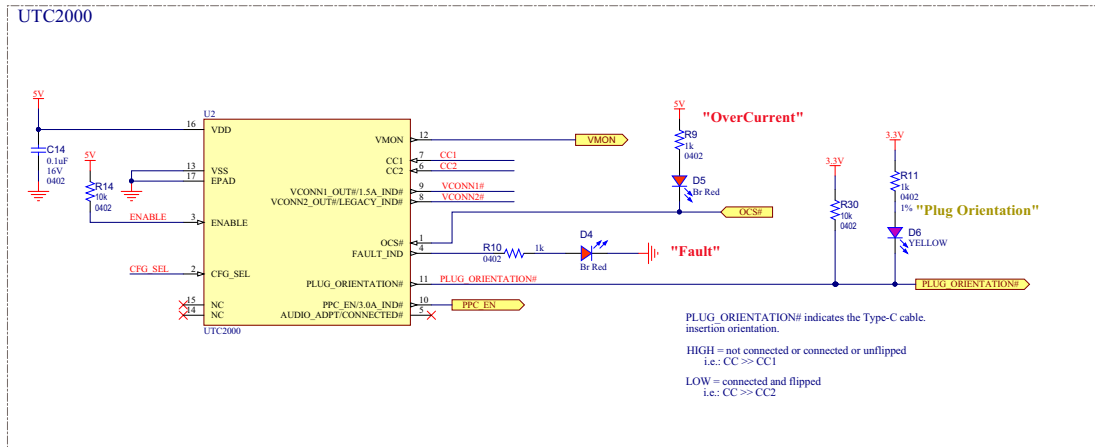 UTC2000
5V
C14
0.1uF
16V
0402
5V
R14
10k
0402
ENABLE
CFG_SEL
U2
16 VDD
13 VSS
17 EPAD
3 ENABLE
2 CFG_SEL
15 NC
14 NC
VMON 12
CC1 7 CC1
CC2 6 CC2
VCONN1_OUT#/1.5A_IND# 9 VCONN1#
VCONN2_OUT#/LEGACY_IND# 8 VCONN2#
OCS# 1
FAULT_IND 4
PLUG_ORIENTATION# 11 PLUG_ORIENTATION#
PPC_EN/3.0A_IND# 10
AUDIO_ADPT/CONNECTED# 5
UTC2000
VMON
PPC_EN
R10
0402
1k
D4
Br Red
"Fault"
5V
"OverCurrent"
R9
1k
0402
D5
Br Red
OCS#
3.3V
R30
10k
0402
3.3V
R11
1k
0402
1%
"Plug Orientation"
D6
YELLOW
PLUG_ORIENTATION#
PLUG_ORIENTATION# indicates the Type-C cable.
insertion orientation.
HIGH = not connected or connected or unflipped
i.e.: CC >> CC1
LOW = connected and flipped
i.e.: CC >> CC2